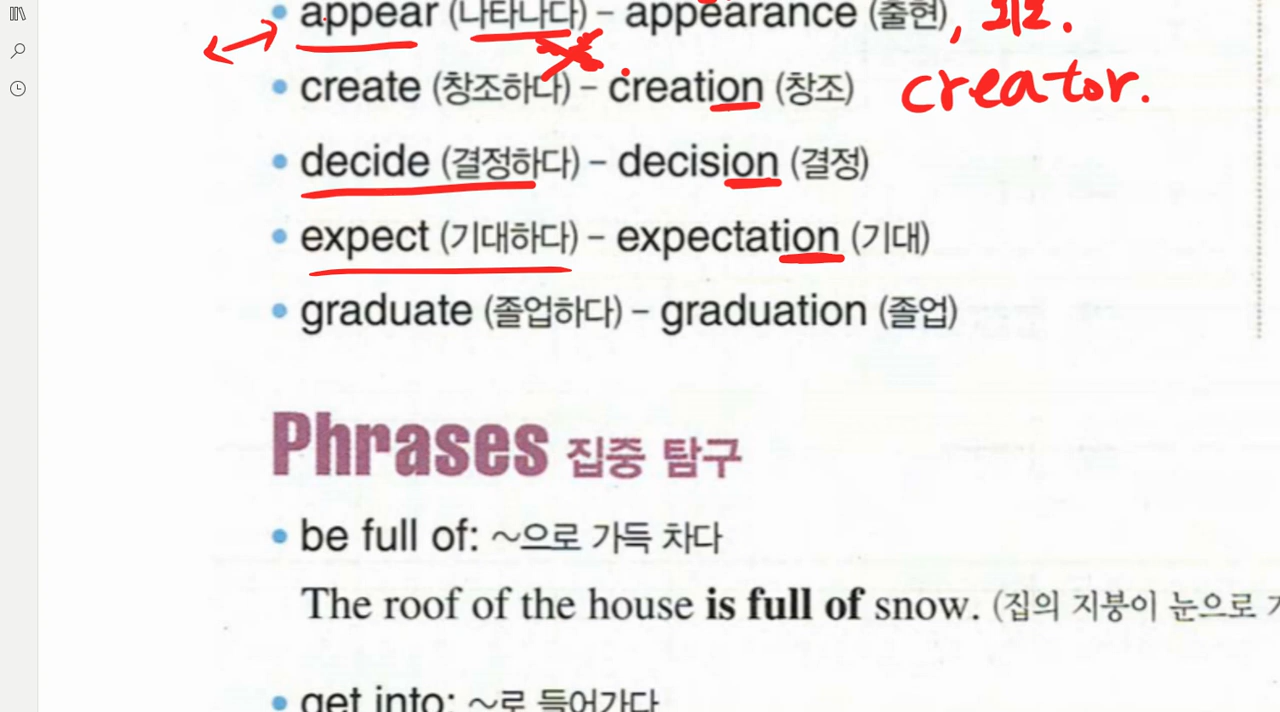 • appear (나타나다) – appearance (출현), 외모.
• create (창조하다) – creation (창조) creator.
• decide (결정하다) – decision (결정)
• expect (기대하다) – expectation (기대)
• graduate (졸업하다) – graduation (졸업)
Phrases 집중 탐구
• be full of: ~으로 가득 차다
The roof of the house is full of snow. (집의 지붕이 눈으로
• get into: ~로 들어가다